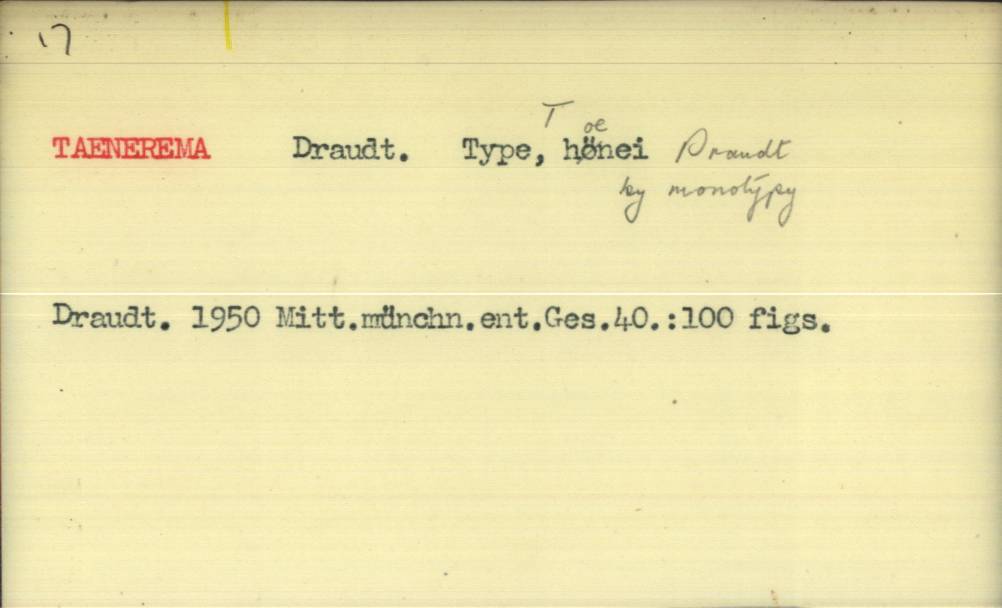 17
T oe
TAENEREMA Draudt. Type, hönei Draudt
by monotypy
Draudt. 1950 Mitt.münchn.ent.Ges.40.:100 figs.